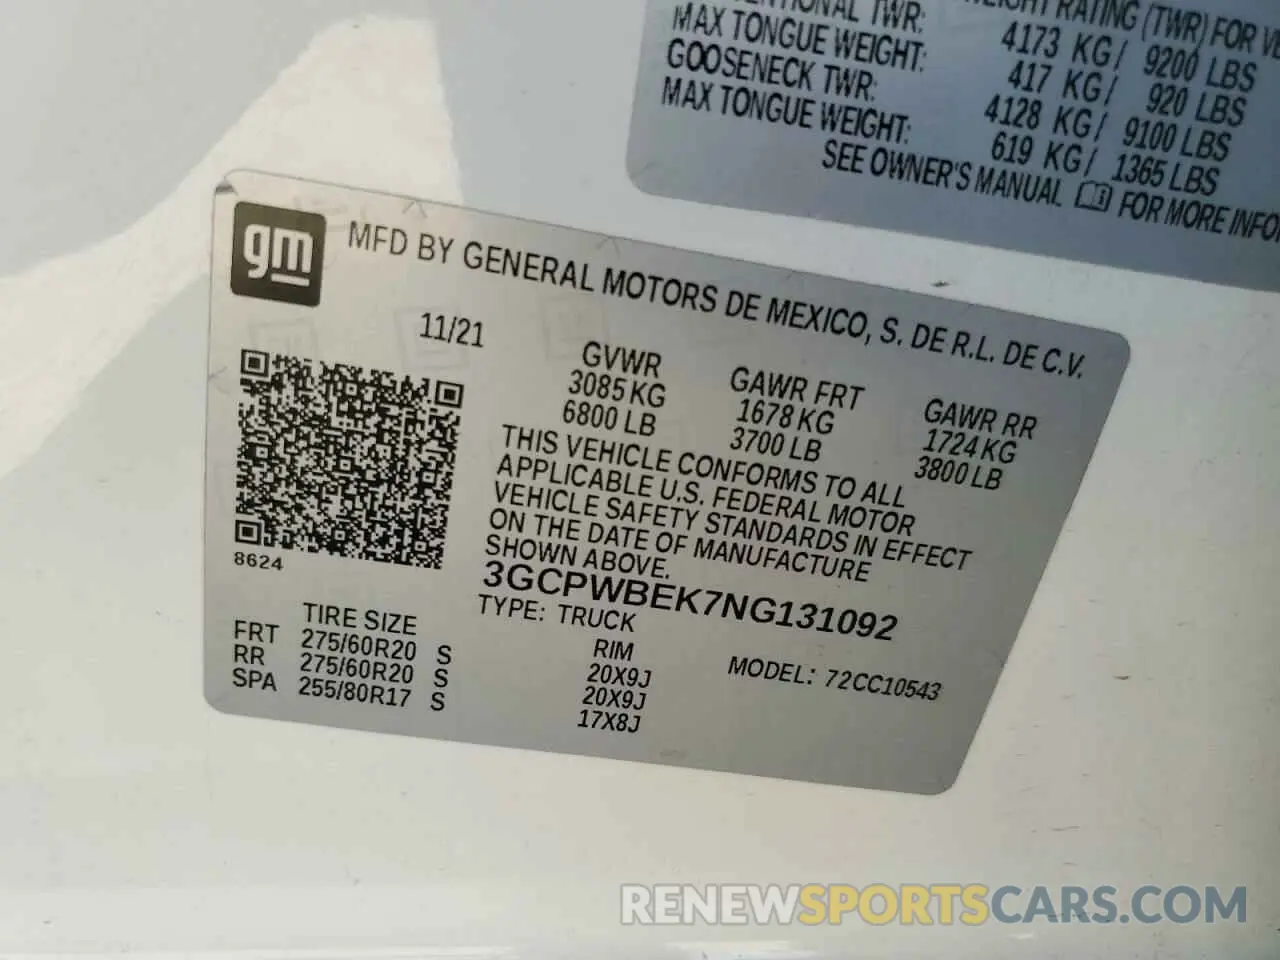 TWR:
RATING (TWR) FOR
4173 KG/ 9200 LBS
MAX TONGUE WEIGHT: 417 KG/ 920 LBS
GOOSENECK TWR: 4128 KG/ 9100 LBS
MAX TONGUE WEIGHT: 619 KG/ 1365 LBS
SEE OWNER'S MANUAL FOR MORE
gm
MFD BY GENERAL MOTORS DE MEXICO, S. DE R.L. DE C.V.
11/21
GVWR GAWR FRT GAWR RR
3085 KG 1678 KG 1724 KG
6800 LB 3700 LB 3800 LB
THIS VEHICLE CONFORMS TO ALL
APPLICABLE U.S. FEDERAL MOTOR
VEHICLE SAFETY STANDARDS IN EFFECT
ON THE DATE OF MANUFACTURE
SHOWN ABOVE.
8624
3GCPWBEK7NG131092
TYPE: TRUCK MODEL: 72CC10543
TIRE SIZE RIM
FRT 275/60R20 S 20X9J
RR 275/60R20 S 20X9J
SPA 255/80R17 S 17X8J
RENEWSPORTSCARS.COM